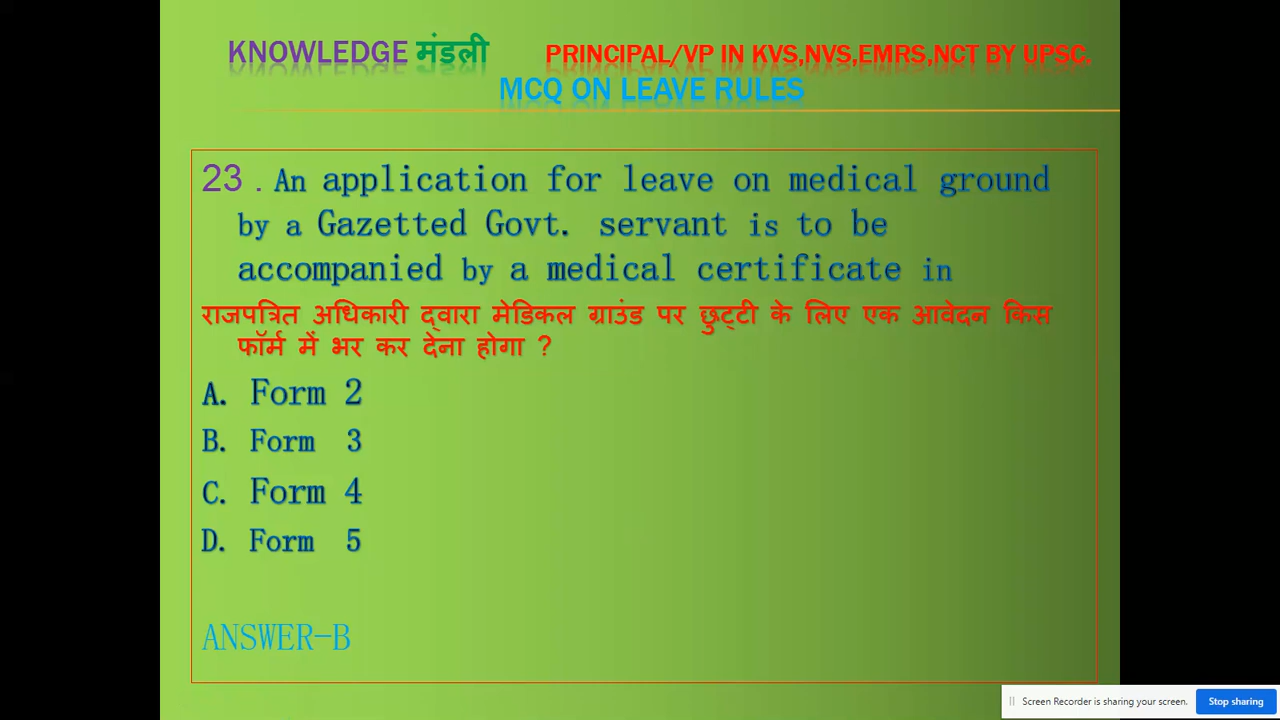 KNOWLEDGE मंडली PRINCIPAL/VP IN KVS,NVS,EMRS,NCT BY UPSC.
MCQ ON LEAVE RULES
23 . An application for leave on medical ground
by a Gazetted Govt. servant is to be
accompanied by a medical certificate in
राजपत्रित अधिकारी द्वारा मेडिकल ग्राउंड पर छुट्टी के लिए एक आवेदन किस
फॉर्म में भर कर देना होगा ?
A. Form 2
B. Form 3
C. Form 4
D. Form 5
ANSWER-B
Screen Recorder is sharing your screen. Stop sharing